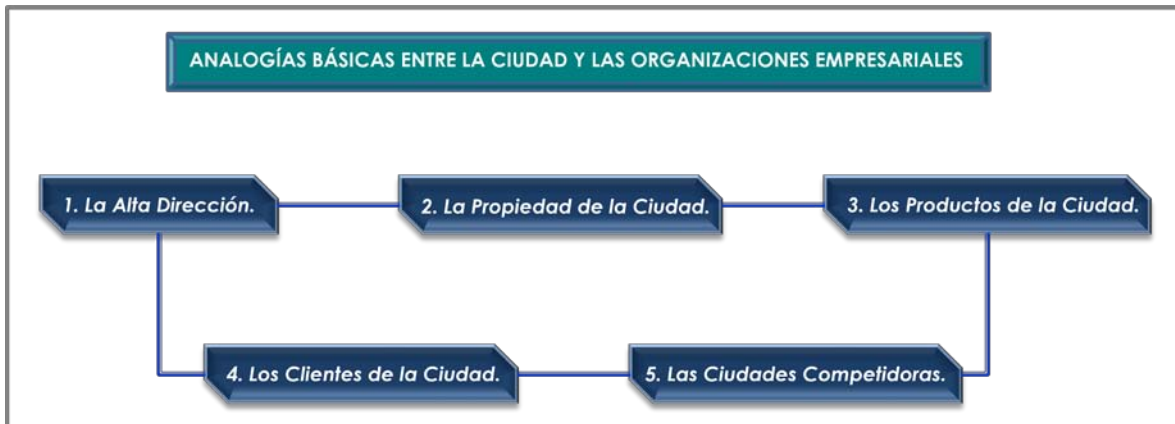 ANALOGÍAS BÁSICAS ENTRE LA CIUDAD Y LAS ORGANIZACIONES EMPRESARIALES
1. La Alta Dirección.
2. La Propiedad de la Ciudad.
3. Los Productos de la Ciudad.
4. Los Clientes de la Ciudad.
5. Las Ciudades Competidoras.